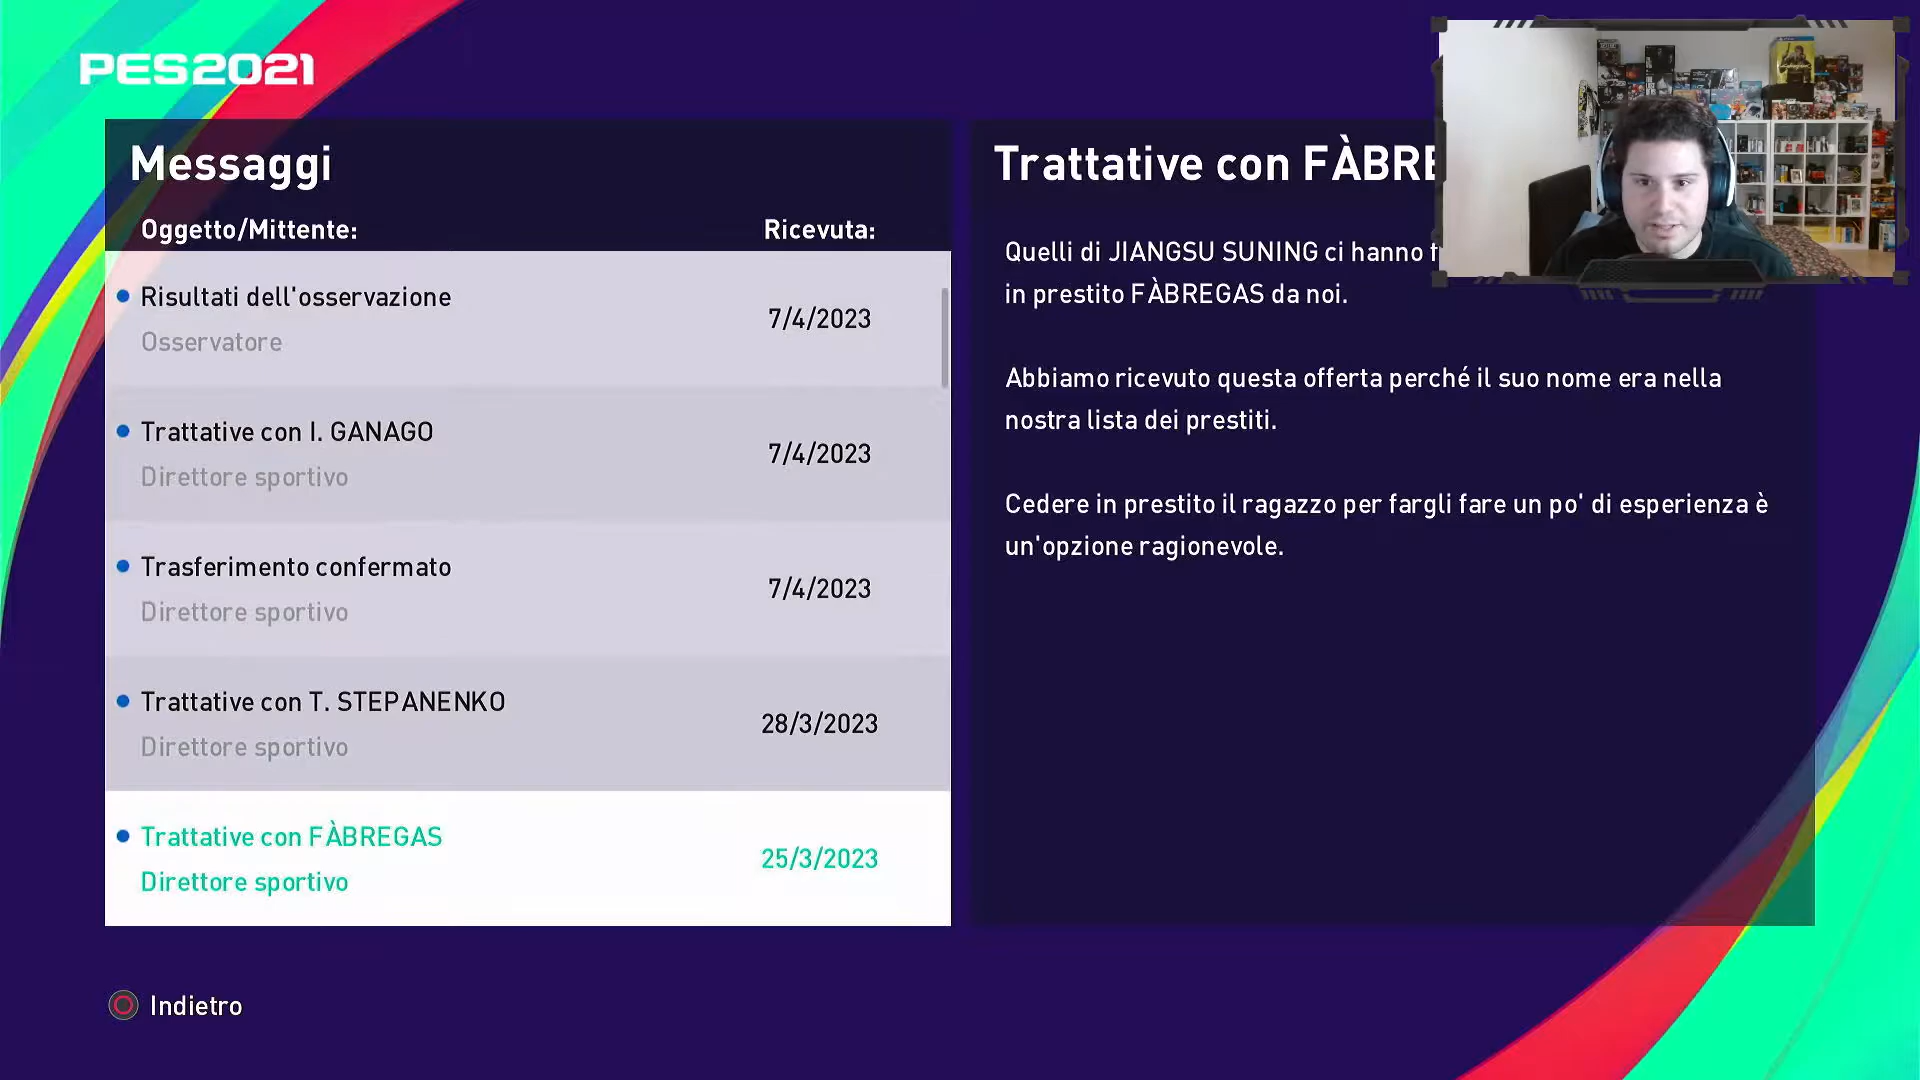 PES2021
Messaggi
Oggetto/Mittente:
Ricevuta:
Risultati dell'osservazione
Osservatore
7/4/2023
Trattative con I. GANAGO
Direttore sportivo
7/4/2023
Trasferimento confermato
Direttore sportivo
7/4/2023
Trattative con T. STEPANENKO
Direttore sportivo
28/3/2023
Trattative con FÀBREGAS
Direttore sportivo
25/3/2023
Trattative con FÀBRE
Quelli di JIANGSU SUNING ci hanno
in prestito FÀBREGAS da noi.
Abbiamo ricevuto questa offerta perché il suo nome era nella
nostra lista dei prestiti.
Cedere in prestito il ragazzo per fargli fare un po' di esperienza è
un'opzione ragionevole.
Indietro